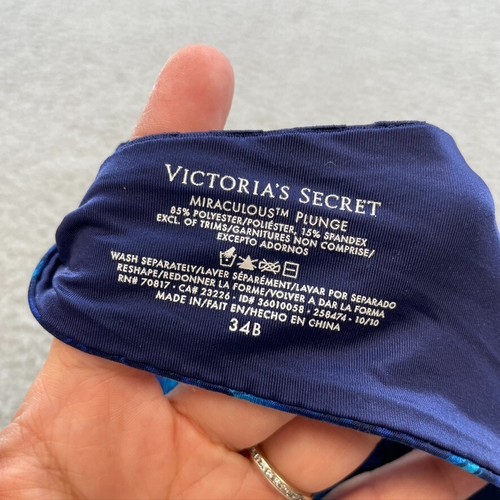 VICTORIA'S SECRET
MIRACULOUS™ PLUNGE
85% POLYESTER/POLIÉSTER, 15% SPANDEX
EXCL. OF TRIMS/GARNITURES NON COMPRISE/
EXCEPTO ADORNOS
WASH SEPARATELY/LAVER SÉPARÉMENT/LAVAR POR SEPARADO
RESHAPE/REDONNER LA FORME/VOLVER A DAR LA FORMA
RN# 70817 • CA# 23226 • ID# 36010058 • 258474 • 10/10
MADE IN/FAIT EN/HECHO EN CHINA
34B